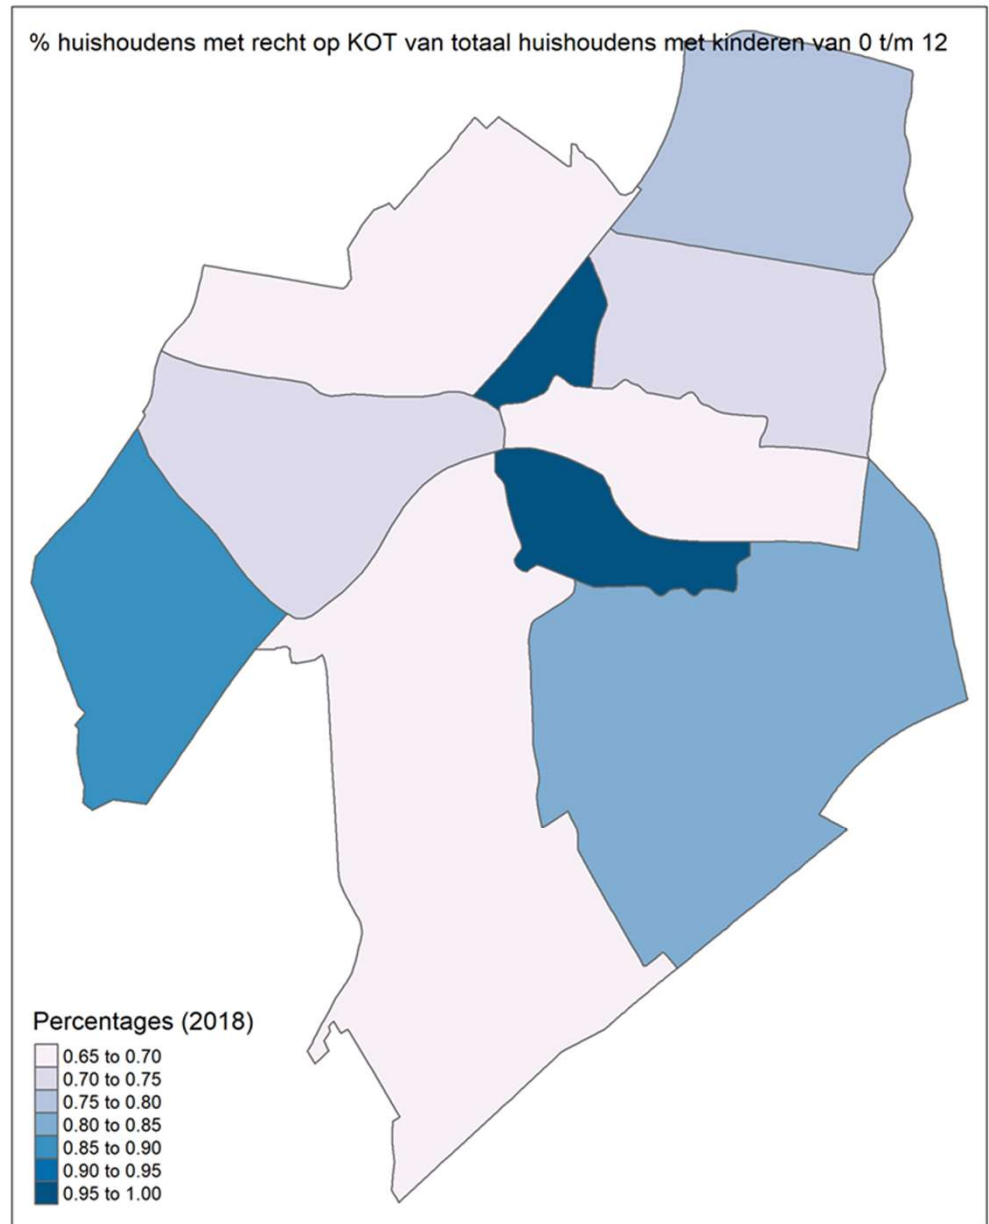 % huishoudens met recht op KOT van totaal huishoudens met kinderen van 0 t/m 12
Percentages (2018)
0.65 to 0.70
0.70 to 0.75
0.75 to 0.80
0.80 to 0.85
0.85 to 0.90
0.90 to 0.95
0.95 to 1.00